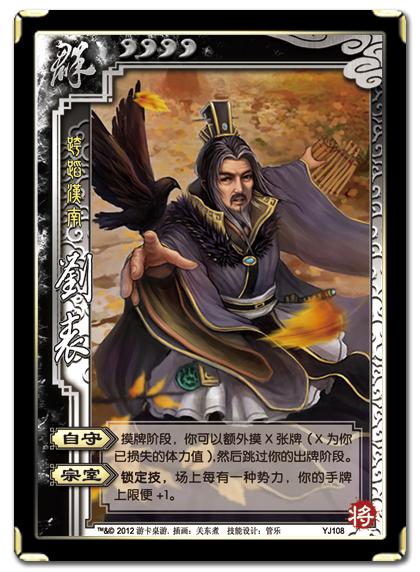 群
跨蹈漢南
劉表
自守
摸牌阶段，你可以额外摸 X 张牌（X 为你
已损失的体力值），然后跳过你的出牌阶段。
宗室
锁定技，场上每有一种势力，你的手牌
上限便 +1。
将
™&© 2012 游卡桌游. 插画：关东煮 技能设计：管乐 YJ108